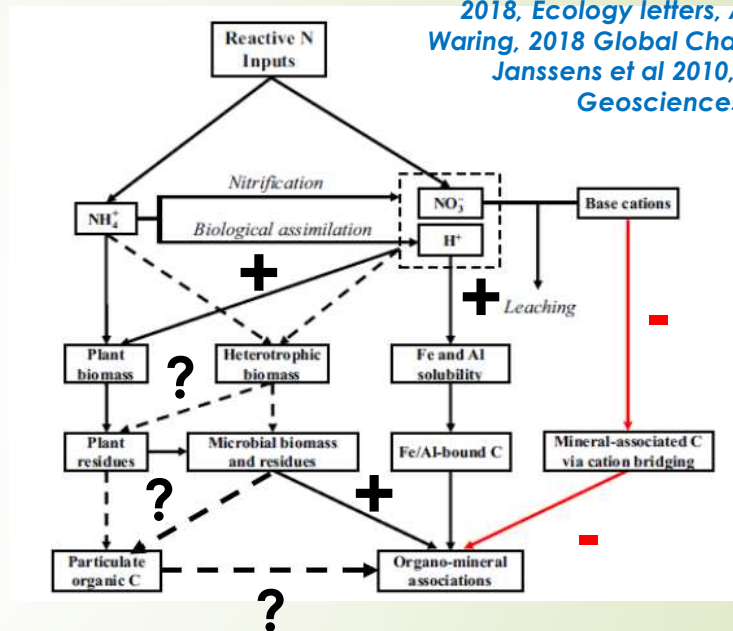 2018, Ecology letters,
Waring, 2018 Global
Janssens et al 2010,
Geosciences
Reactive N
Inputs
Nitrification
NH₄⁺
NO₃⁻
Base cations
Biological assimilation
H⁺
+
+
Leaching
-
Plant
biomass
?
Heterotrophic
biomass
Fe and Al
solubility
Plant
residues
Microbial biomass
and residues
Fe/Al-bound C
Mineral-associated C
via cation bridging
?
+
-
Particulate
organic C
Organo-mineral
associations
?